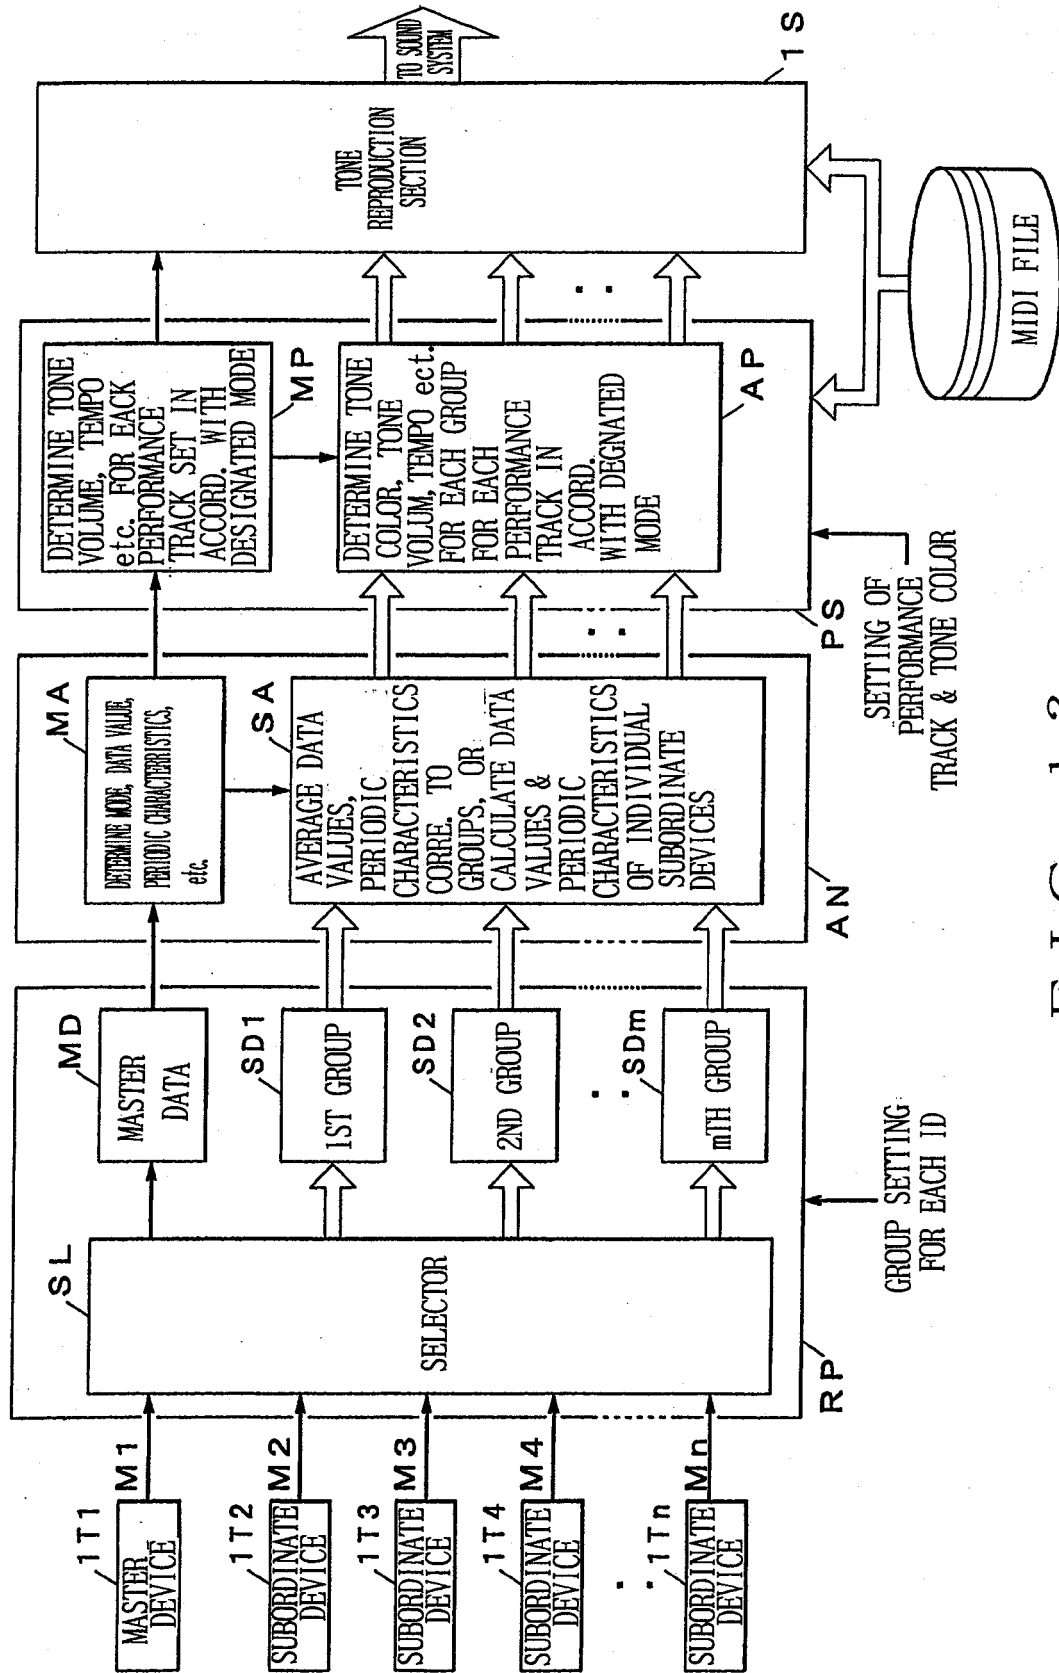 1T1
MASTER
DEVICE
M1
1T2
SUBORDINATE
DEVICE
M2
1T3
SUBORDINATE
DEVICE
M3
1T4
SUBORDINATE
DEVICE
M4
1Tn
SUBORDINATE
DEVICE
Mn
SL
SELECTOR
RP
GROUP SETTING
FOR EACH ID
MD
MASTER
DATA
SD1
1ST GROUP
SD2
2ND GROUP
SDm
mTH GROUP
MA
DETERMINE MODE, DATA VALUE,
PERIODIC CHARACTERISTICS,
etc.
SA
AVERAGE DATA
VALUES,
PERIODIC
CHARACTERISTICS
CORRE. TO
GROUPS, OR
CALCULATE DATA
VALUES &
PERIODIC
CHARACTERISTICS
OF INDIVIDUAL
SUBORDINATE
DEVICES
AN
DETERMINE TONE
VOLUME, TEMPO
etc. FOR EACK
PERFORMANCE
TRACK SET IN
ACCORD. WITH
DESIGNATED MODE
MP
DETERMINE TONE
COLOR, TONE
VOLUM, TEMPO ect.
FOR EACH GROUP
FOR EACH
PERFORMANCE
TRACK IN
ACCORD.
WITH DEGNATED
MODE
AP
PS
SETTING OF
PERFORMANCE
TRACK & TONE COLOR
TONE
REPRODUCTION
SECTION
1S
TO SOUND
SYSTEM
MIDI FILE